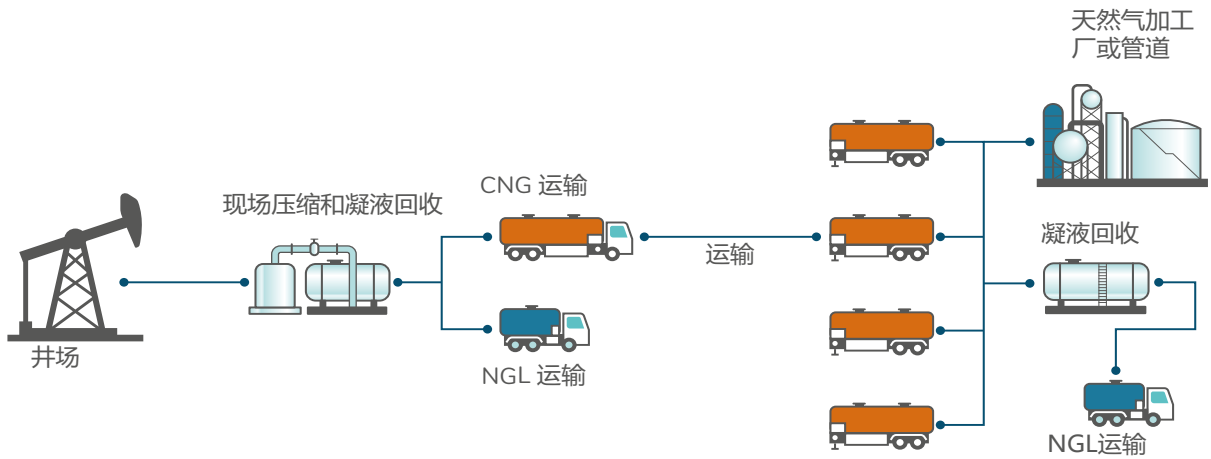 天然气加工
厂或管道
CNG 运输
现场压缩和凝液回收
运输
凝液回收
井场
NGL 运输
NGL运输